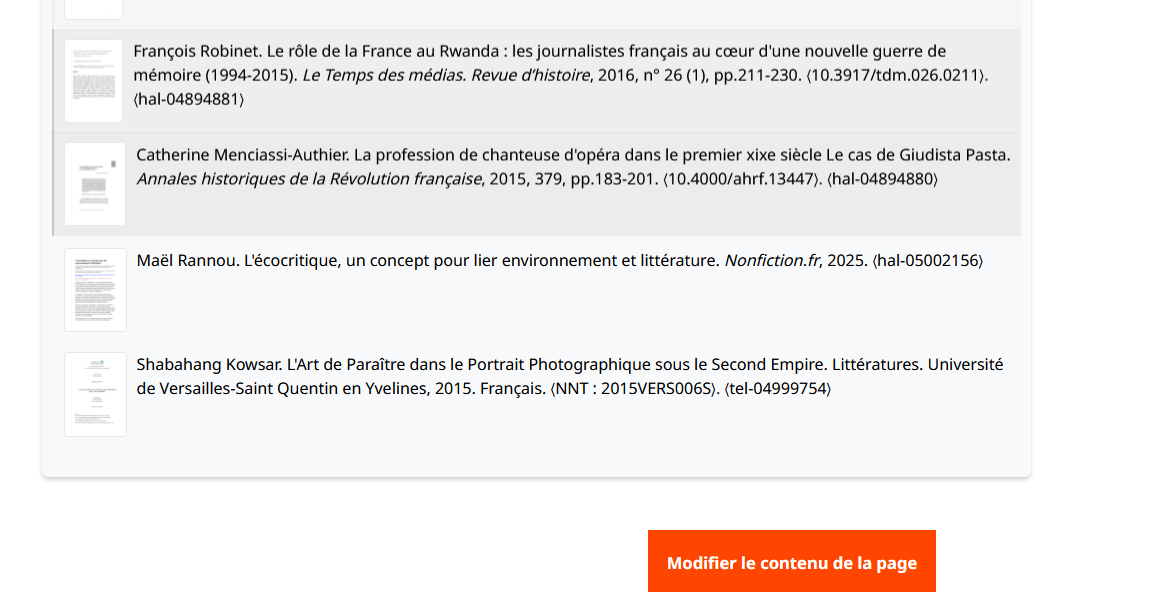 François Robinet. Le rôle de la France au Rwanda : les journalistes français au cœur d'une nouvelle guerre de
mémoire (1994-2015). Le Temps des médias. Revue d’histoire, 2016, n° 26 (1), pp.211-230. ⟨10.3917/tdm.026.0211⟩.
⟨hal-04894881⟩
Catherine Menciassi-Authier. La profession de chanteuse d'opéra dans le premier xixe siècle Le cas de Giudista Pasta.
Annales historiques de la Révolution française, 2015, 379, pp.183-201. ⟨10.4000/ahrf.13447⟩. ⟨hal-04894880⟩
Maël Rannou. L'écocritique, un concept pour lier environnement et littérature. Nonfiction.fr, 2025. ⟨hal-05002156⟩
Shabahang Kowsar. L'Art de Paraître dans le Portrait Photographique sous le Second Empire. Littératures. Université
de Versailles-Saint Quentin en Yvelines, 2015. Français. ⟨NNT : 2015VERS006S⟩. ⟨tel-04999754⟩
Modifier le contenu de la page